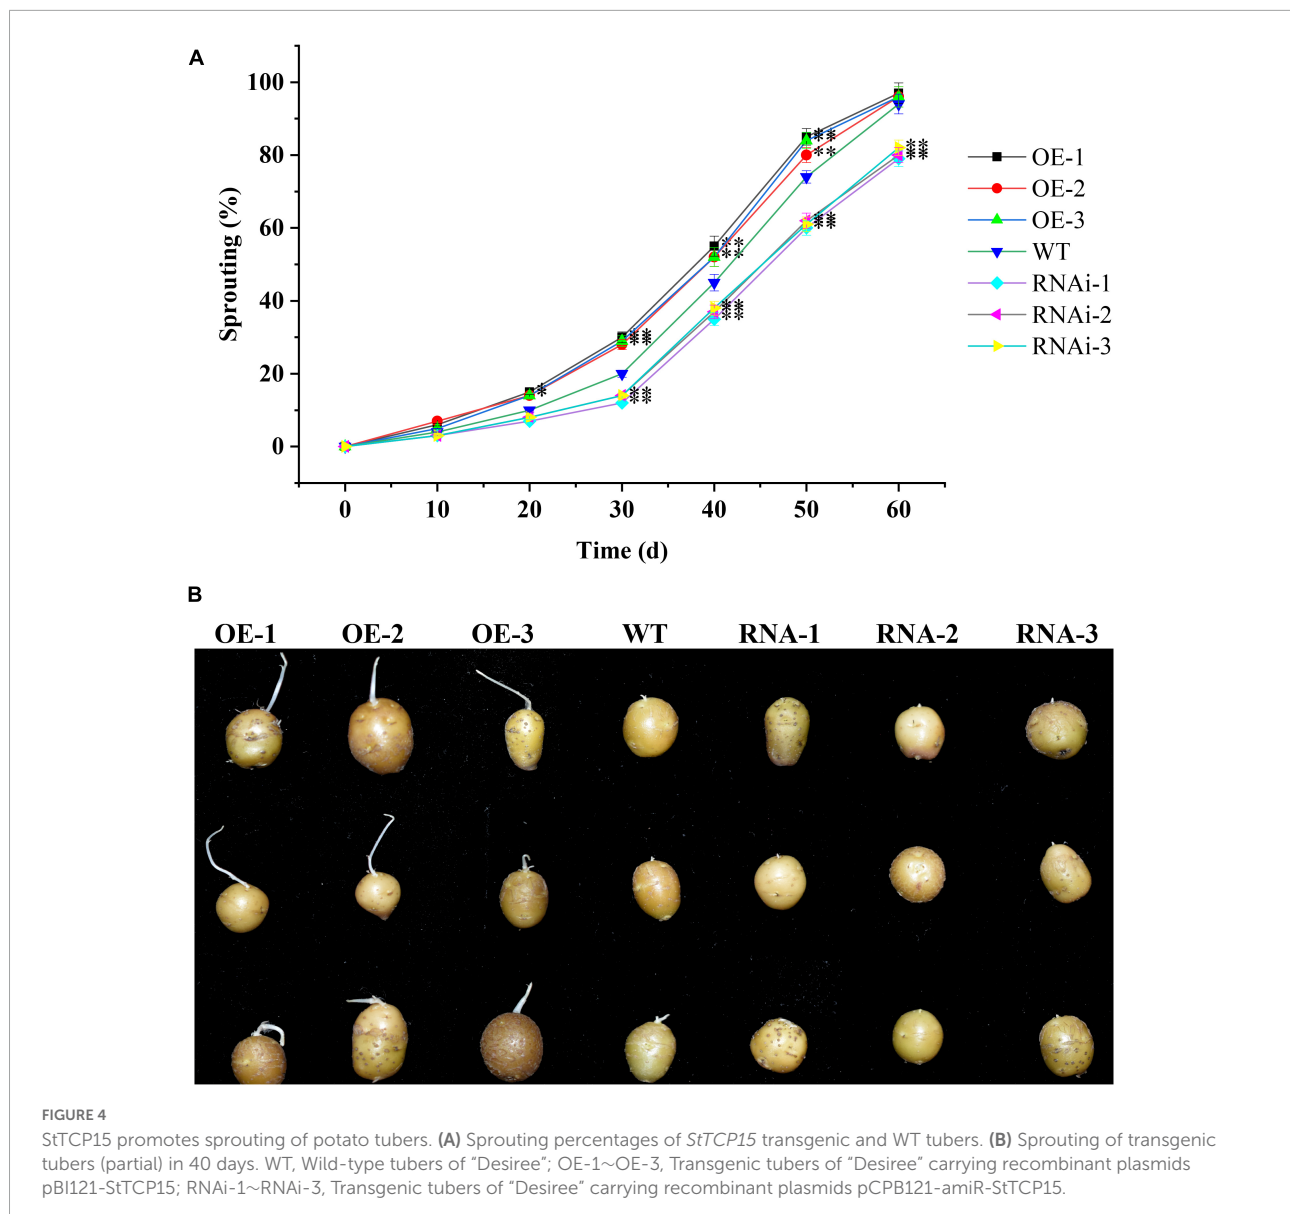 A
100
80
60
40
20
0
Sprouting (%)
0 10 20 30 40 50 60
Time (d)
** ** ** ** ** ** ** ** ** ** ** ** ** ** * *
OE-1
OE-2
OE-3
WT
RNAi-1
RNAi-2
RNAi-3
B
OE-1 OE-2 OE-3 WT RNA-1 RNA-2 RNA-3
FIGURE 4
StTCP15 promotes sprouting of potato tubers. (A) Sprouting percentages of StTCP15 transgenic and WT tubers. (B) Sprouting of transgenic
tubers (partial) in 40 days. WT, Wild-type tubers of “Desiree”; OE-1~OE-3, Transgenic tubers of “Desiree” carrying recombinant plasmids
pBI121-StTCP15; RNAi-1~RNAi-3, Transgenic tubers of “Desiree” carrying recombinant plasmids pCPB121-amiR-StTCP15.